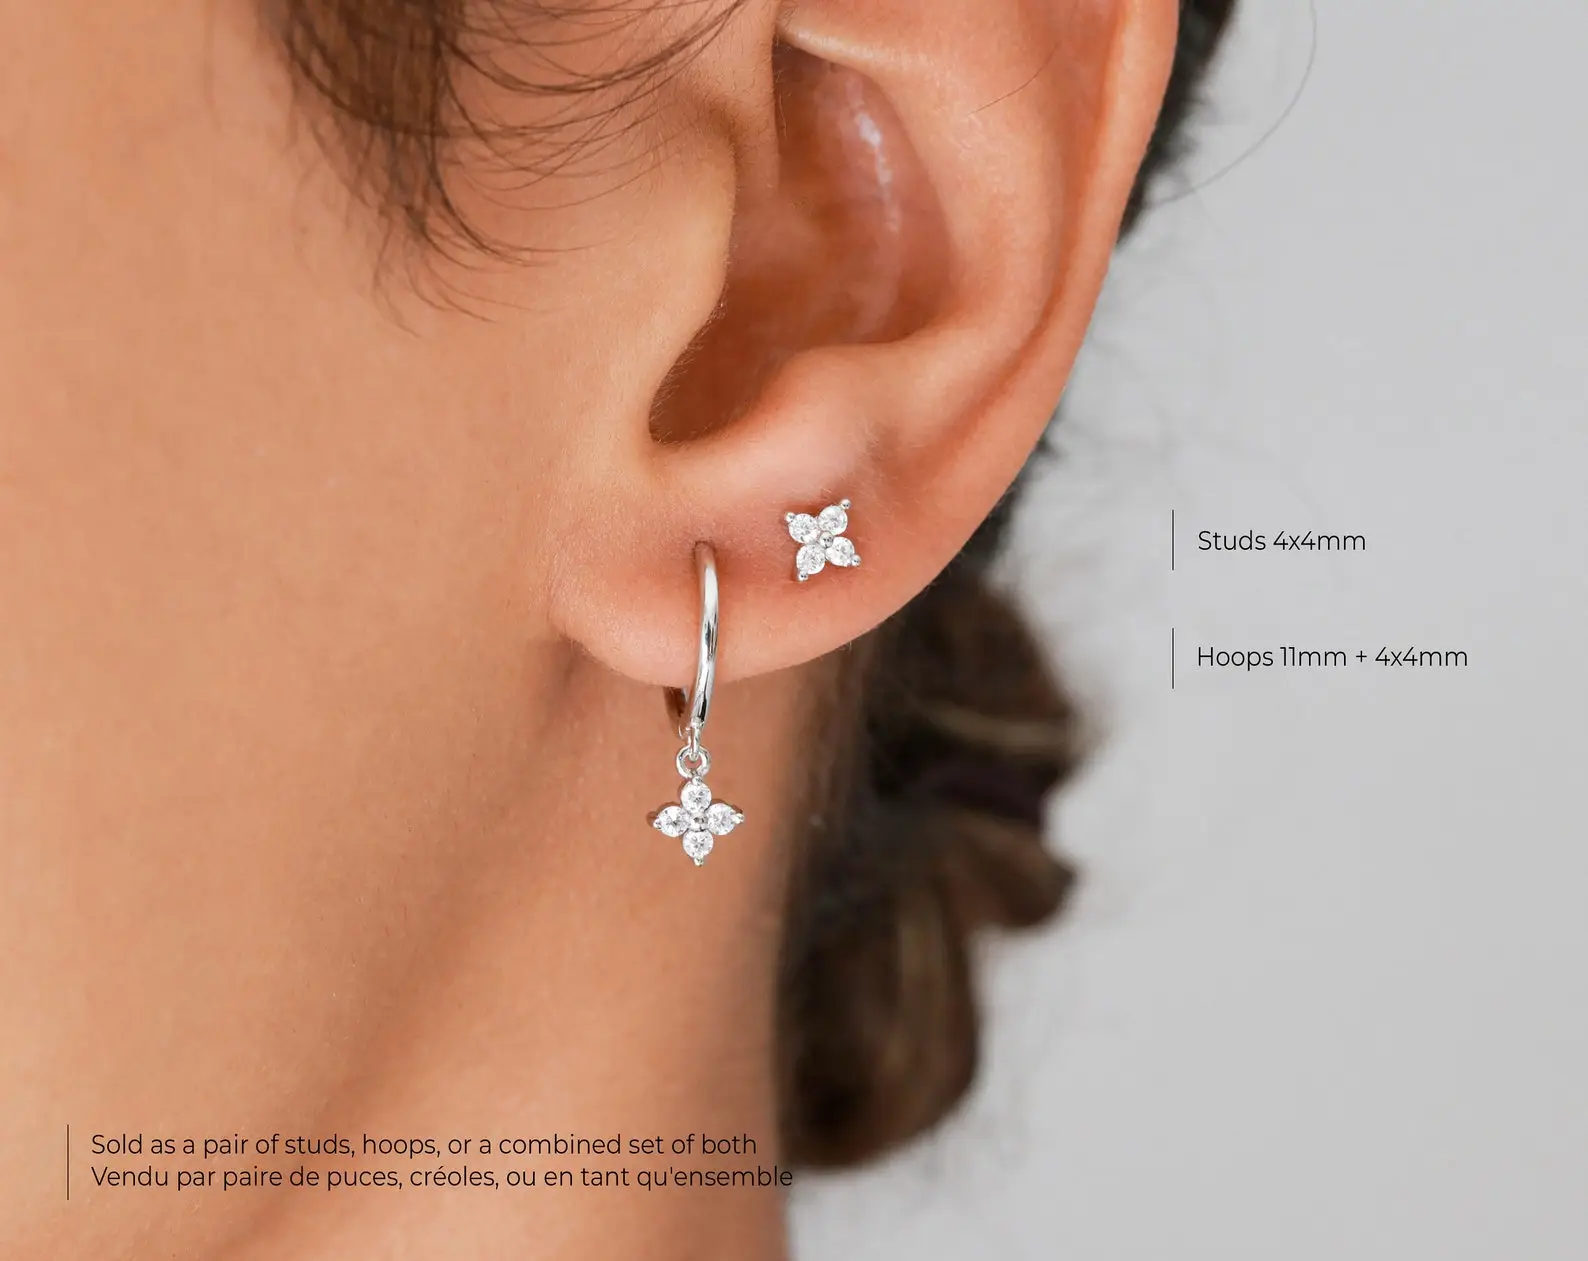 Studs 4x4mm
Hoops 11mm + 4x4mm
Sold as a pair of studs, hoops, or a combined set of both
Vendu par paire de puces, créoles, ou en tant qu'ensemble